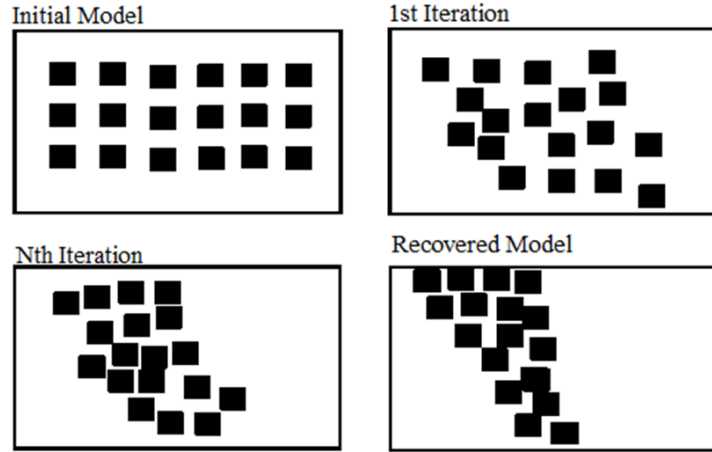 Initial Model
1st Iteration
Nth Iteration
Recovered Model